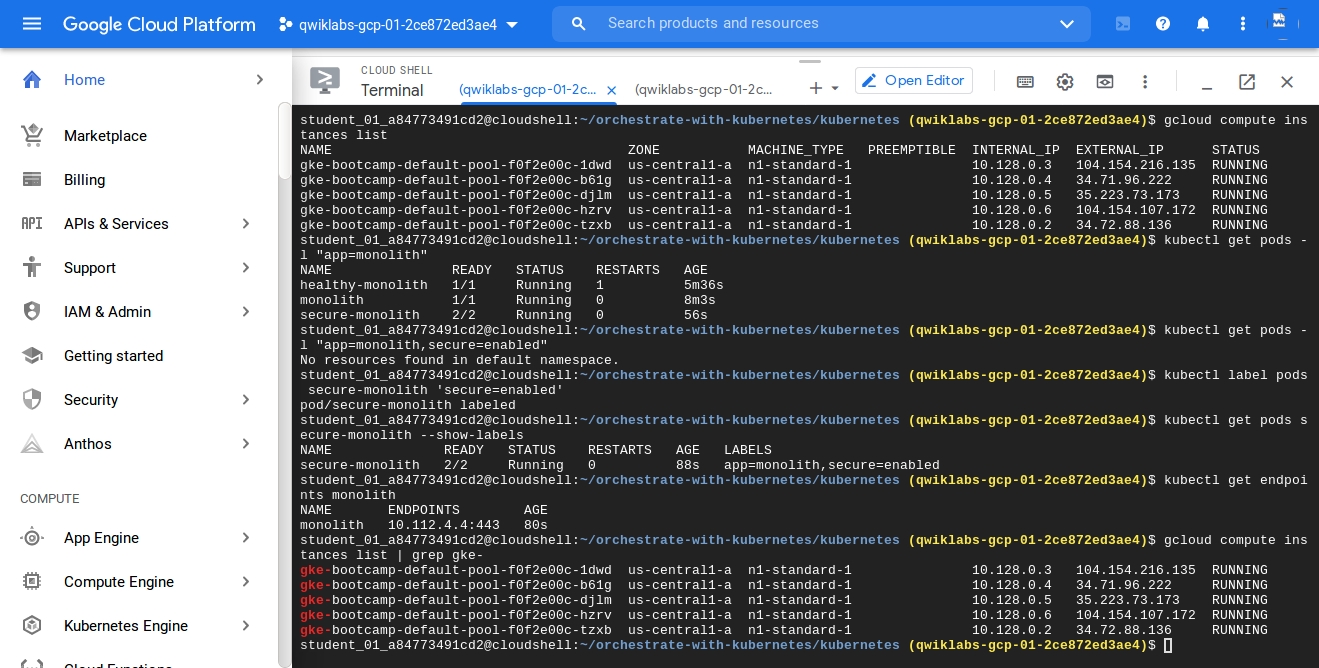 Google Cloud Platform
qwiklabs-gcp-01-2ce872ed3ae4
Search products and resources
Home
Marketplace
Billing
API APIs & Services
Support
IAM & Admin
Getting started
Security
Anthos
COMPUTE
App Engine
Compute Engine
Kubernetes Engine
Cloud Functions
CLOUD SHELL
Terminal
(qwiklabs-gcp-01-2c...
(qwiklabs-gcp-01-2c...
Open Editor
student_01_a84773491cd2@cloudshell:~/orchestrate-with-kubernetes/kubernetes (qwiklabs-gcp-01-2ce872ed3ae4)$ gcloud compute ins
tances list
NAME ZONE MACHINE_TYPE PREEMPTIBLE INTERNAL_IP EXTERNAL_IP STATUS
gke-bootcamp-default-pool-f0f2e00c-1dwd us-central1-a n1-standard-1 10.128.0.3 104.154.216.135 RUNNING
gke-bootcamp-default-pool-f0f2e00c-b61g us-central1-a n1-standard-1 10.128.0.4 34.71.96.222 RUNNING
gke-bootcamp-default-pool-f0f2e00c-djlm us-central1-a n1-standard-1 10.128.0.5 35.223.73.173 RUNNING
gke-bootcamp-default-pool-f0f2e00c-hzrv us-central1-a n1-standard-1 10.128.0.6 104.154.107.172 RUNNING
gke-bootcamp-default-pool-f0f2e00c-tzxb us-central1-a n1-standard-1 10.128.0.2 34.72.88.136 RUNNING
student_01_a84773491cd2@cloudshell:~/orchestrate-with-kubernetes/kubernetes (qwiklabs-gcp-01-2ce872ed3ae4)$ kubectl get pods -
l "app=monolith"
NAME READY STATUS RESTARTS AGE
healthy-monolith 1/1 Running 1 5m36s
monolith 1/1 Running 0 8m3s
secure-monolith 2/2 Running 0 56s
student_01_a84773491cd2@cloudshell:~/orchestrate-with-kubernetes/kubernetes (qwiklabs-gcp-01-2ce872ed3ae4)$ kubectl get pods -
l "app=monolith,secure=enabled"
No resources found in default namespace.
student_01_a84773491cd2@cloudshell:~/orchestrate-with-kubernetes/kubernetes (qwiklabs-gcp-01-2ce872ed3ae4)$ kubectl label pods
secure-monolith 'secure=enabled'
pod/secure-monolith labeled
student_01_a84773491cd2@cloudshell:~/orchestrate-with-kubernetes/kubernetes (qwiklabs-gcp-01-2ce872ed3ae4)$ kubectl get pods s
ecure-monolith --show-labels
NAME READY STATUS RESTARTS AGE LABELS
secure-monolith 2/2 Running 0 88s app=monolith,secure=enabled
student_01_a84773491cd2@cloudshell:~/orchestrate-with-kubernetes/kubernetes (qwiklabs-gcp-01-2ce872ed3ae4)$ kubectl get endpoi
nts monolith
NAME ENDPOINTS AGE
monolith 10.112.4.4:443 80s
student_01_a84773491cd2@cloudshell:~/orchestrate-with-kubernetes/kubernetes (qwiklabs-gcp-01-2ce872ed3ae4)$ gcloud compute ins
tances list | grep gke-
gke-bootcamp-default-pool-f0f2e00c-1dwd us-central1-a n1-standard-1 10.128.0.3 104.154.216.135 RUNNING
gke-bootcamp-default-pool-f0f2e00c-b61g us-central1-a n1-standard-1 10.128.0.4 34.71.96.222 RUNNING
gke-bootcamp-default-pool-f0f2e00c-djlm us-central1-a n1-standard-1 10.128.0.5 35.223.73.173 RUNNING
gke-bootcamp-default-pool-f0f2e00c-hzrv us-central1-a n1-standard-1 10.128.0.6 104.154.107.172 RUNNING
gke-bootcamp-default-pool-f0f2e00c-tzxb us-central1-a n1-standard-1 10.128.0.2 34.72.88.136 RUNNING
student_01_a84773491cd2@cloudshell:~/orchestrate-with-kubernetes/kubernetes (qwiklabs-gcp-01-2ce872ed3ae4)$